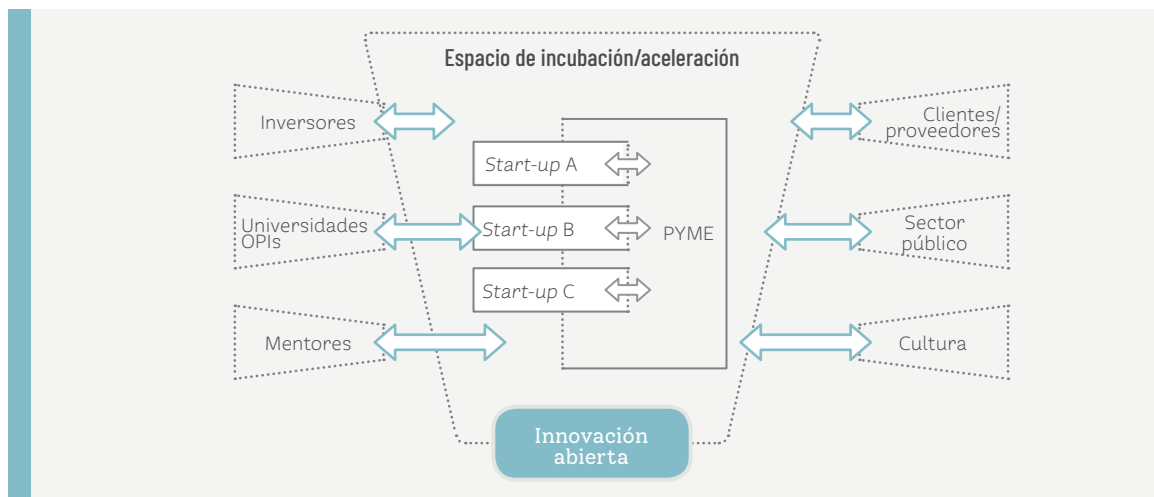 Espacio de incubación/aceleración
Inversores
Universidades
OPIs
Mentores
Start-up A
Start-up B
Start-up C
PYME
Clientes/
proveedores
Sector
público
Cultura
Innovación
abierta